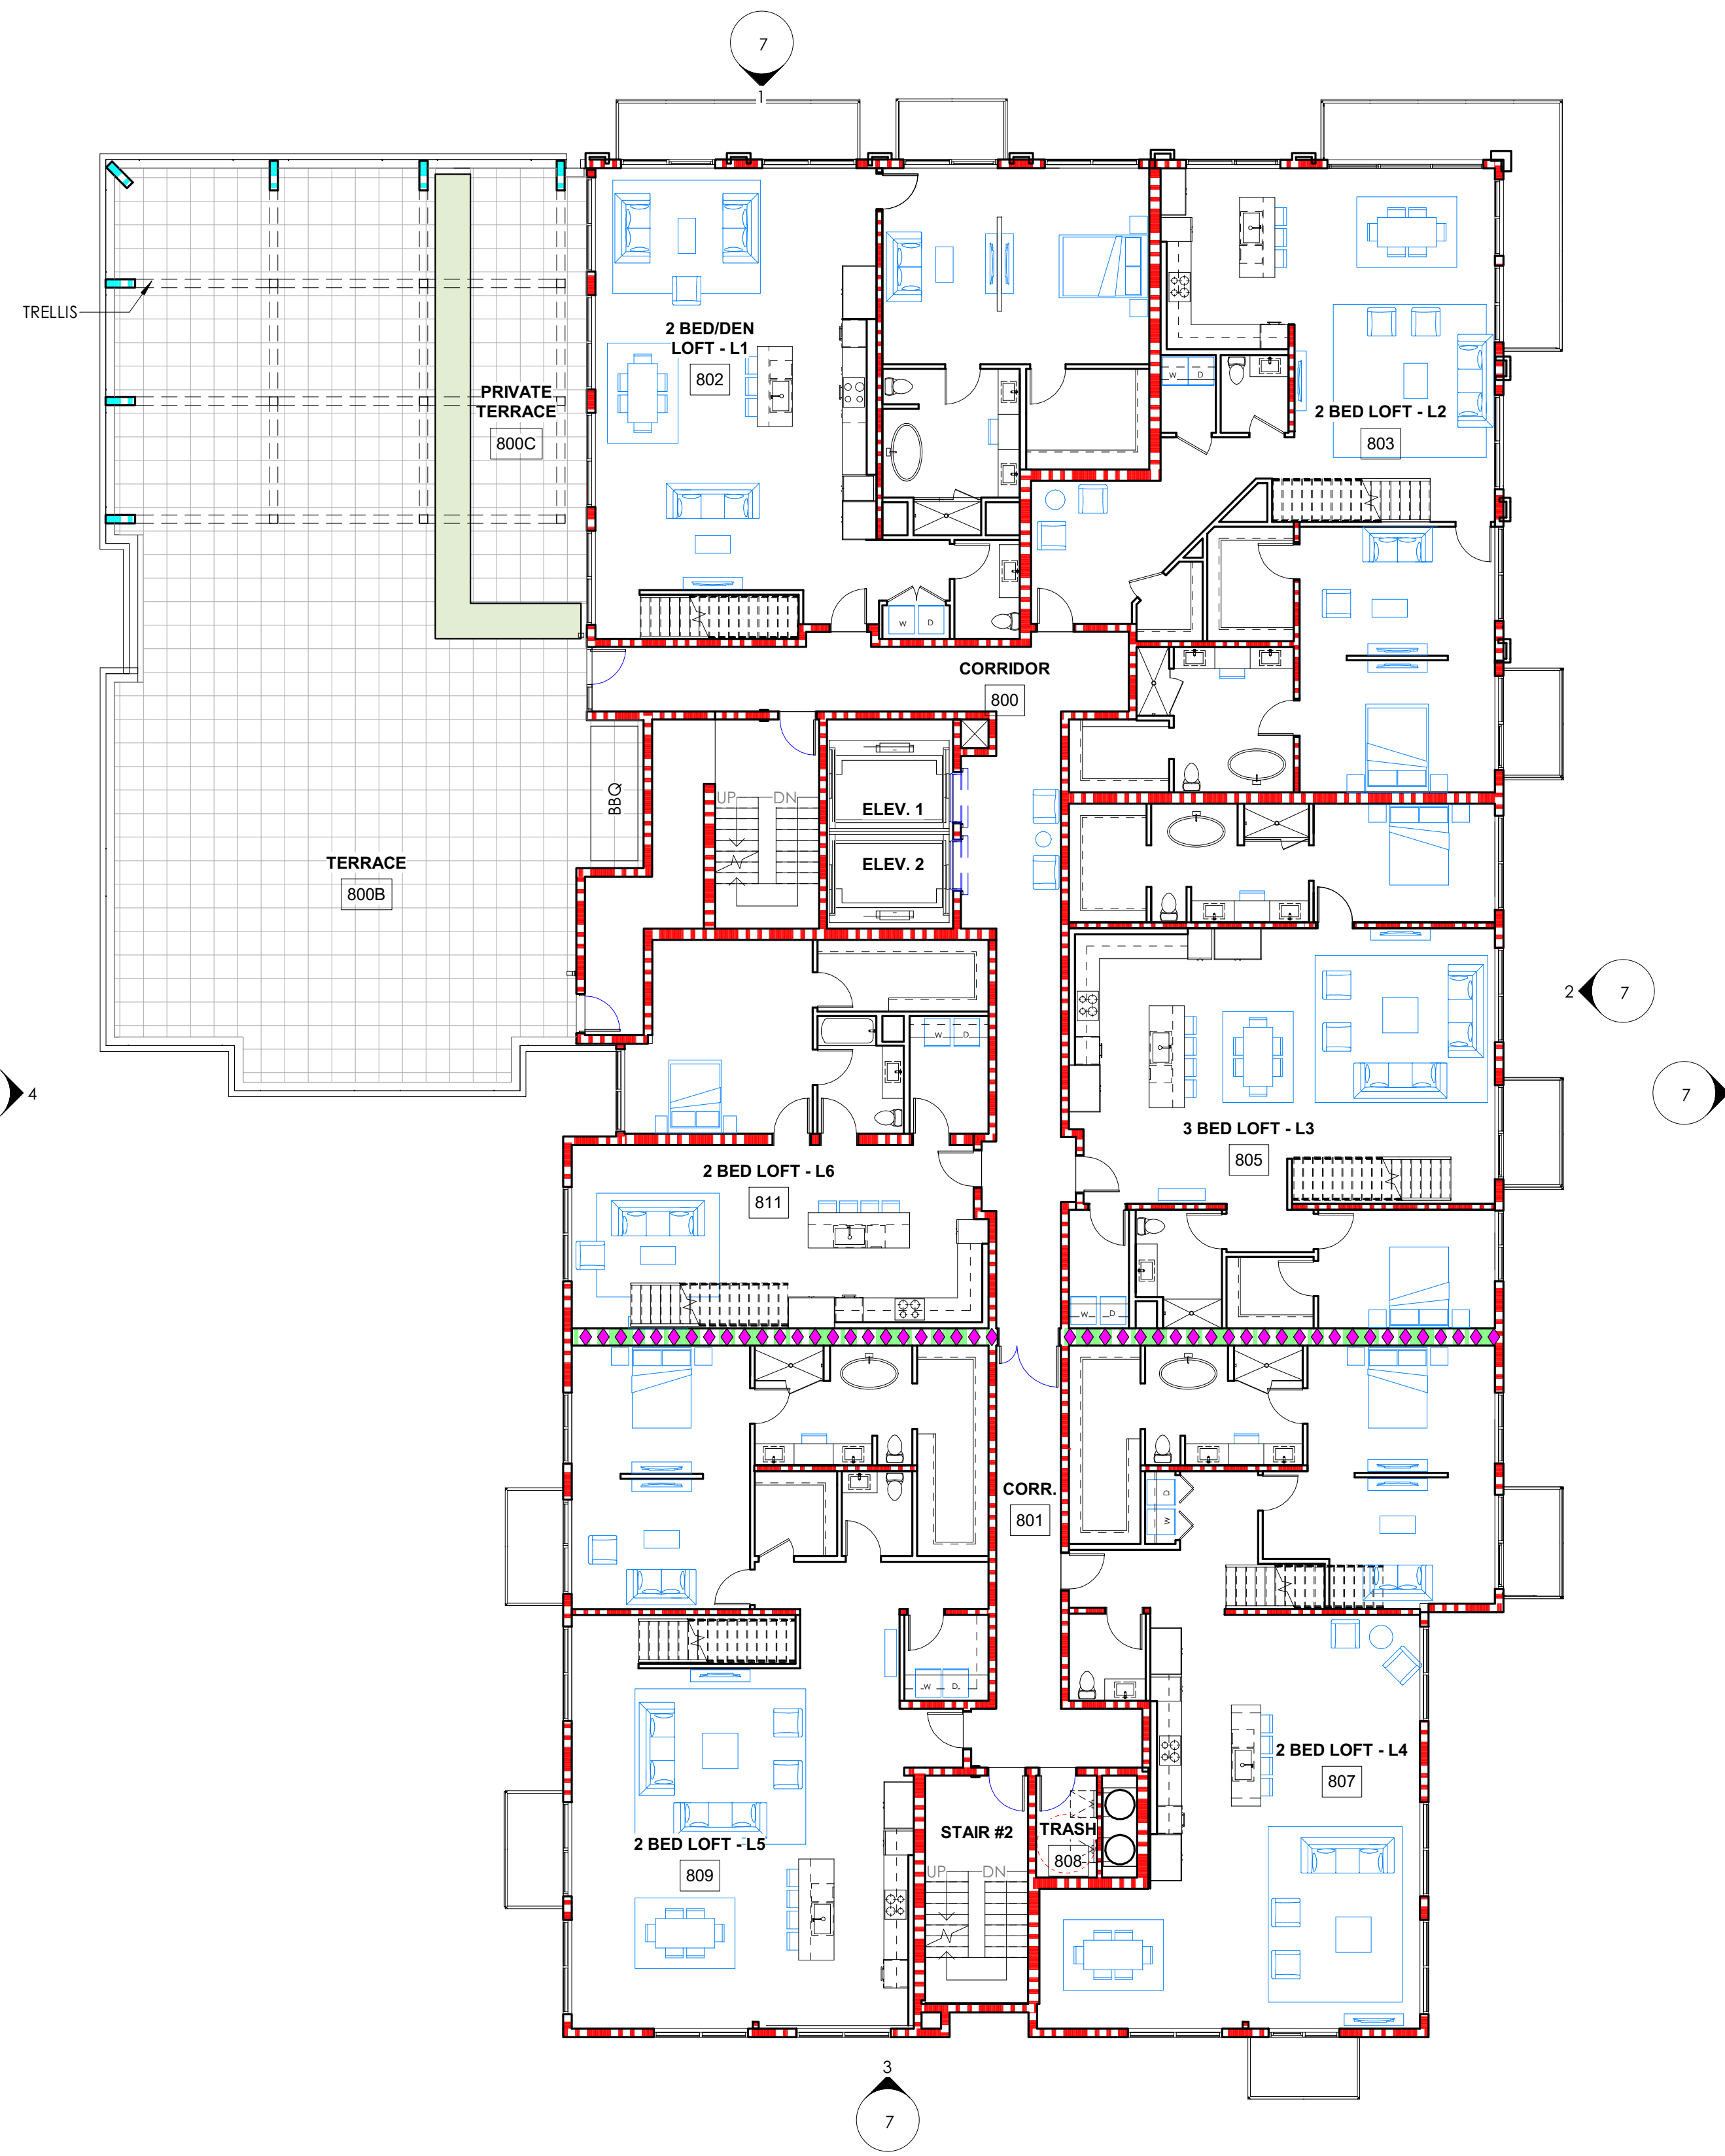 7
1
TRELLIS
2 BED/DEN
LOFT - L1
802
PRIVATE
TERRACE
800C
W D
2 BED LOFT - L2
803
W D
CORRIDOR
800
UP DN
ELEV. 1
ELEV. 2
BBQ
TERRACE
800B
2 7
4
7
W D
3 BED LOFT - L3
805
2 BED LOFT - L6
811
W D
CORR.
801
D
W
W D
2 BED LOFT - L4
807
2 BED LOFT - L5
809
STAIR #2
TRASH
808
UP DN
3
7